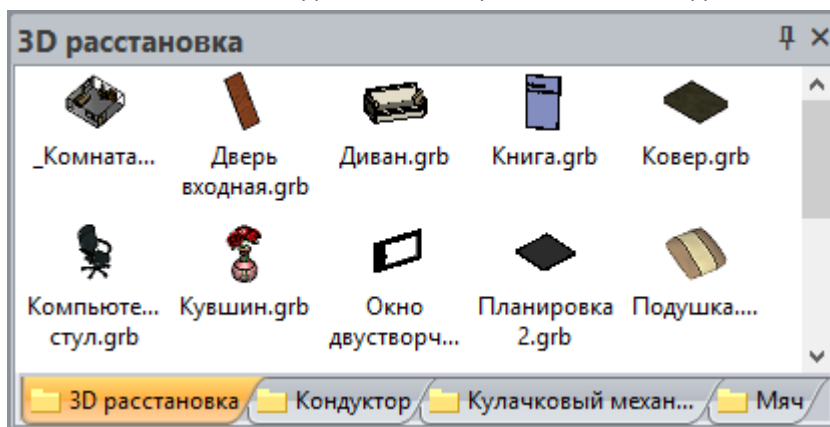 3D расстановка
_Комната... Дверь Диван.grb Книга.grb Ковер.grb
входная.grb
Компьюте... Кувшин.grb Окно Планировка Подушка....
стул.grb двустворч... 2.grb
3D расстановка Кондуктор Кулачковый механ... Мяч